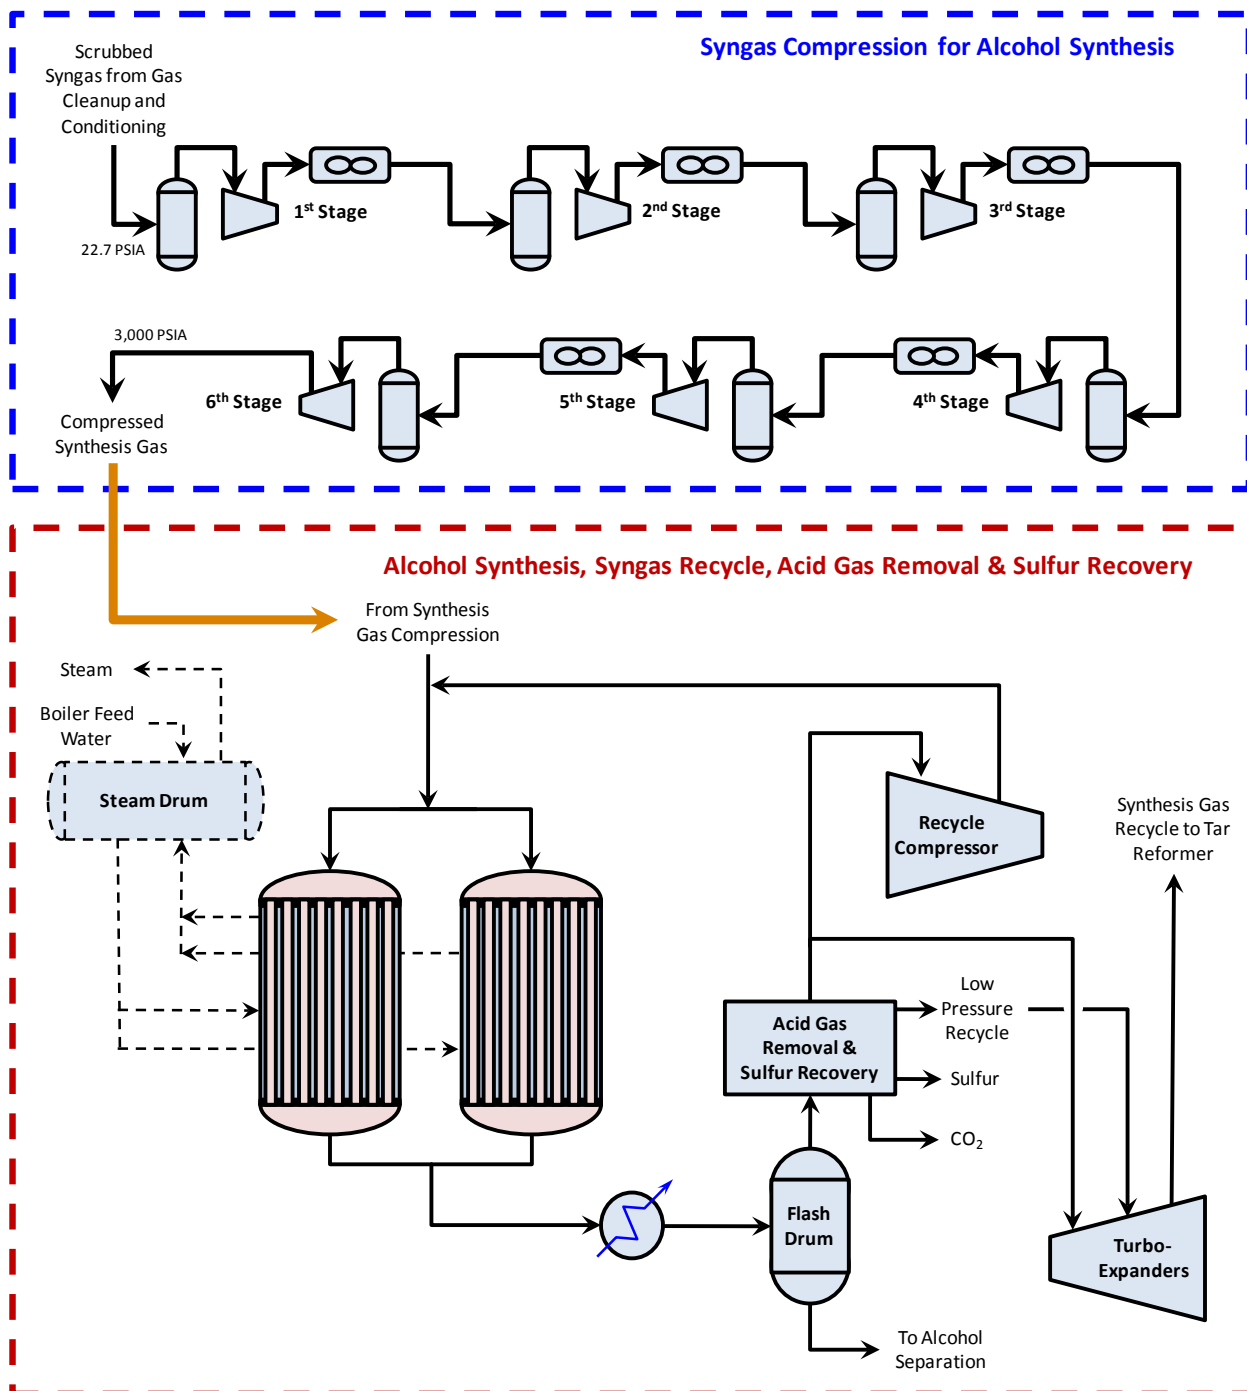 Syngas Compression for Alcohol Synthesis
Scrubbed
Syngas from Gas
Cleanup and
Conditioning
22.7 PSIA
1st Stage
2nd Stage
3rd Stage
3,000 PSIA
6th Stage
5th Stage
4th Stage
Compressed
Synthesis Gas
Alcohol Synthesis, Syngas Recycle, Acid Gas Removal & Sulfur Recovery
From Synthesis
Gas Compression
Steam
Boiler Feed
Water
Steam Drum
Recycle
Compressor
Synthesis Gas
Recycle to Tar
Reformer
Acid Gas
Removal &
Sulfur Recovery
Low
Pressure
Recycle
Sulfur
CO₂
Flash
Drum
Turbo-
Expanders
To Alcohol
Separation